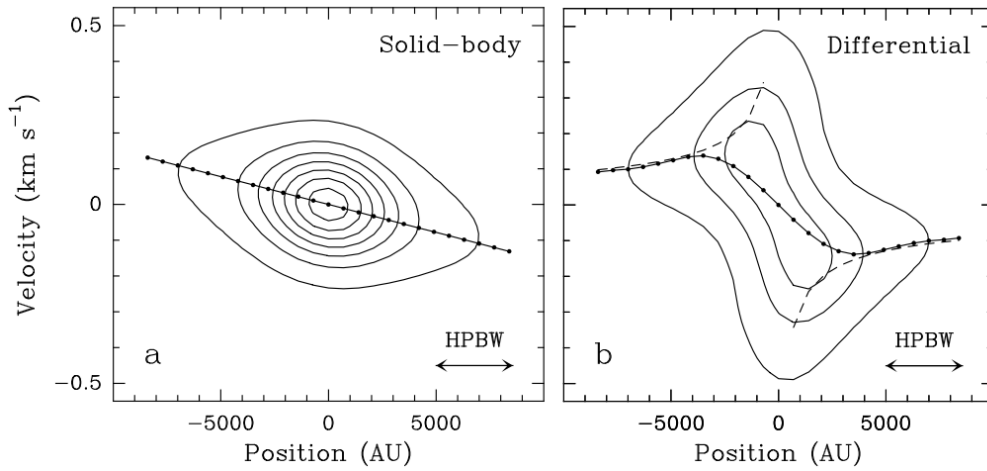 Solid-body
Differential
Velocity (km s⁻¹)
0.5
0
−0.5
a
HPBW
b
HPBW
−5000
0
5000
−5000
0
5000
Position (AU)
Position (AU)